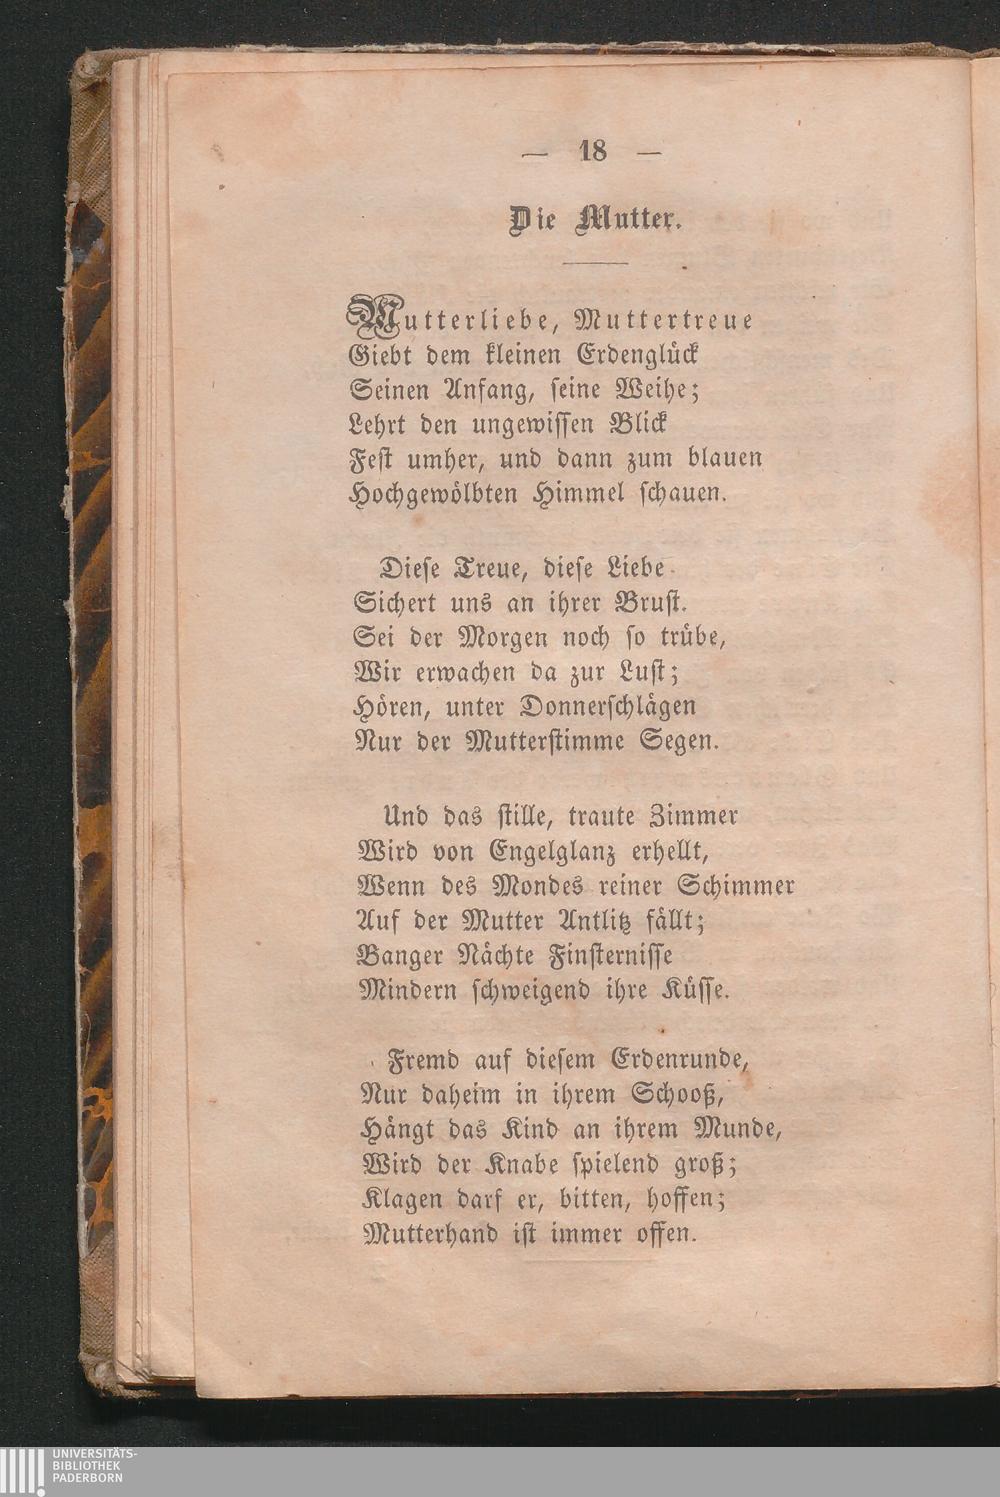 — 18 —
Die Mutter.
Mutterliebe, Muttertreue
Giebt dem kleinen Erdenglück
Seinen Anfang, seine Weihe;
Lehrt den ungewissen Blick
Fest umher, und dann zum blauen
Hochgewölbten Himmel schauen.
Diese Treue, diese Liebe
Sichert uns an ihrer Brust.
Sei der Morgen noch so trübe,
Wir erwachen da zur Lust;
Hören, unter Donnerschlägen
Nur der Mutterstimme Segen.
Und das stille, traute Zimmer
Wird von Engelglanz erhellt,
Wenn des Mondes reiner Schimmer
Auf der Mutter Antlitz fällt;
Banger Nächte Finsternisse
Mindern schweigend ihre Küsse.
Fremd auf diesem Erdenrunde,
Nur daheim in ihrem Schooß,
Hängt das Kind an ihrem Munde,
Wird der Knabe spielend groß;
Klagen darf er, bitten, hoffen;
Mutterhand ist immer offen.
UNIVERSITÄTS-
BIBLIOTHEK
PADERBORN